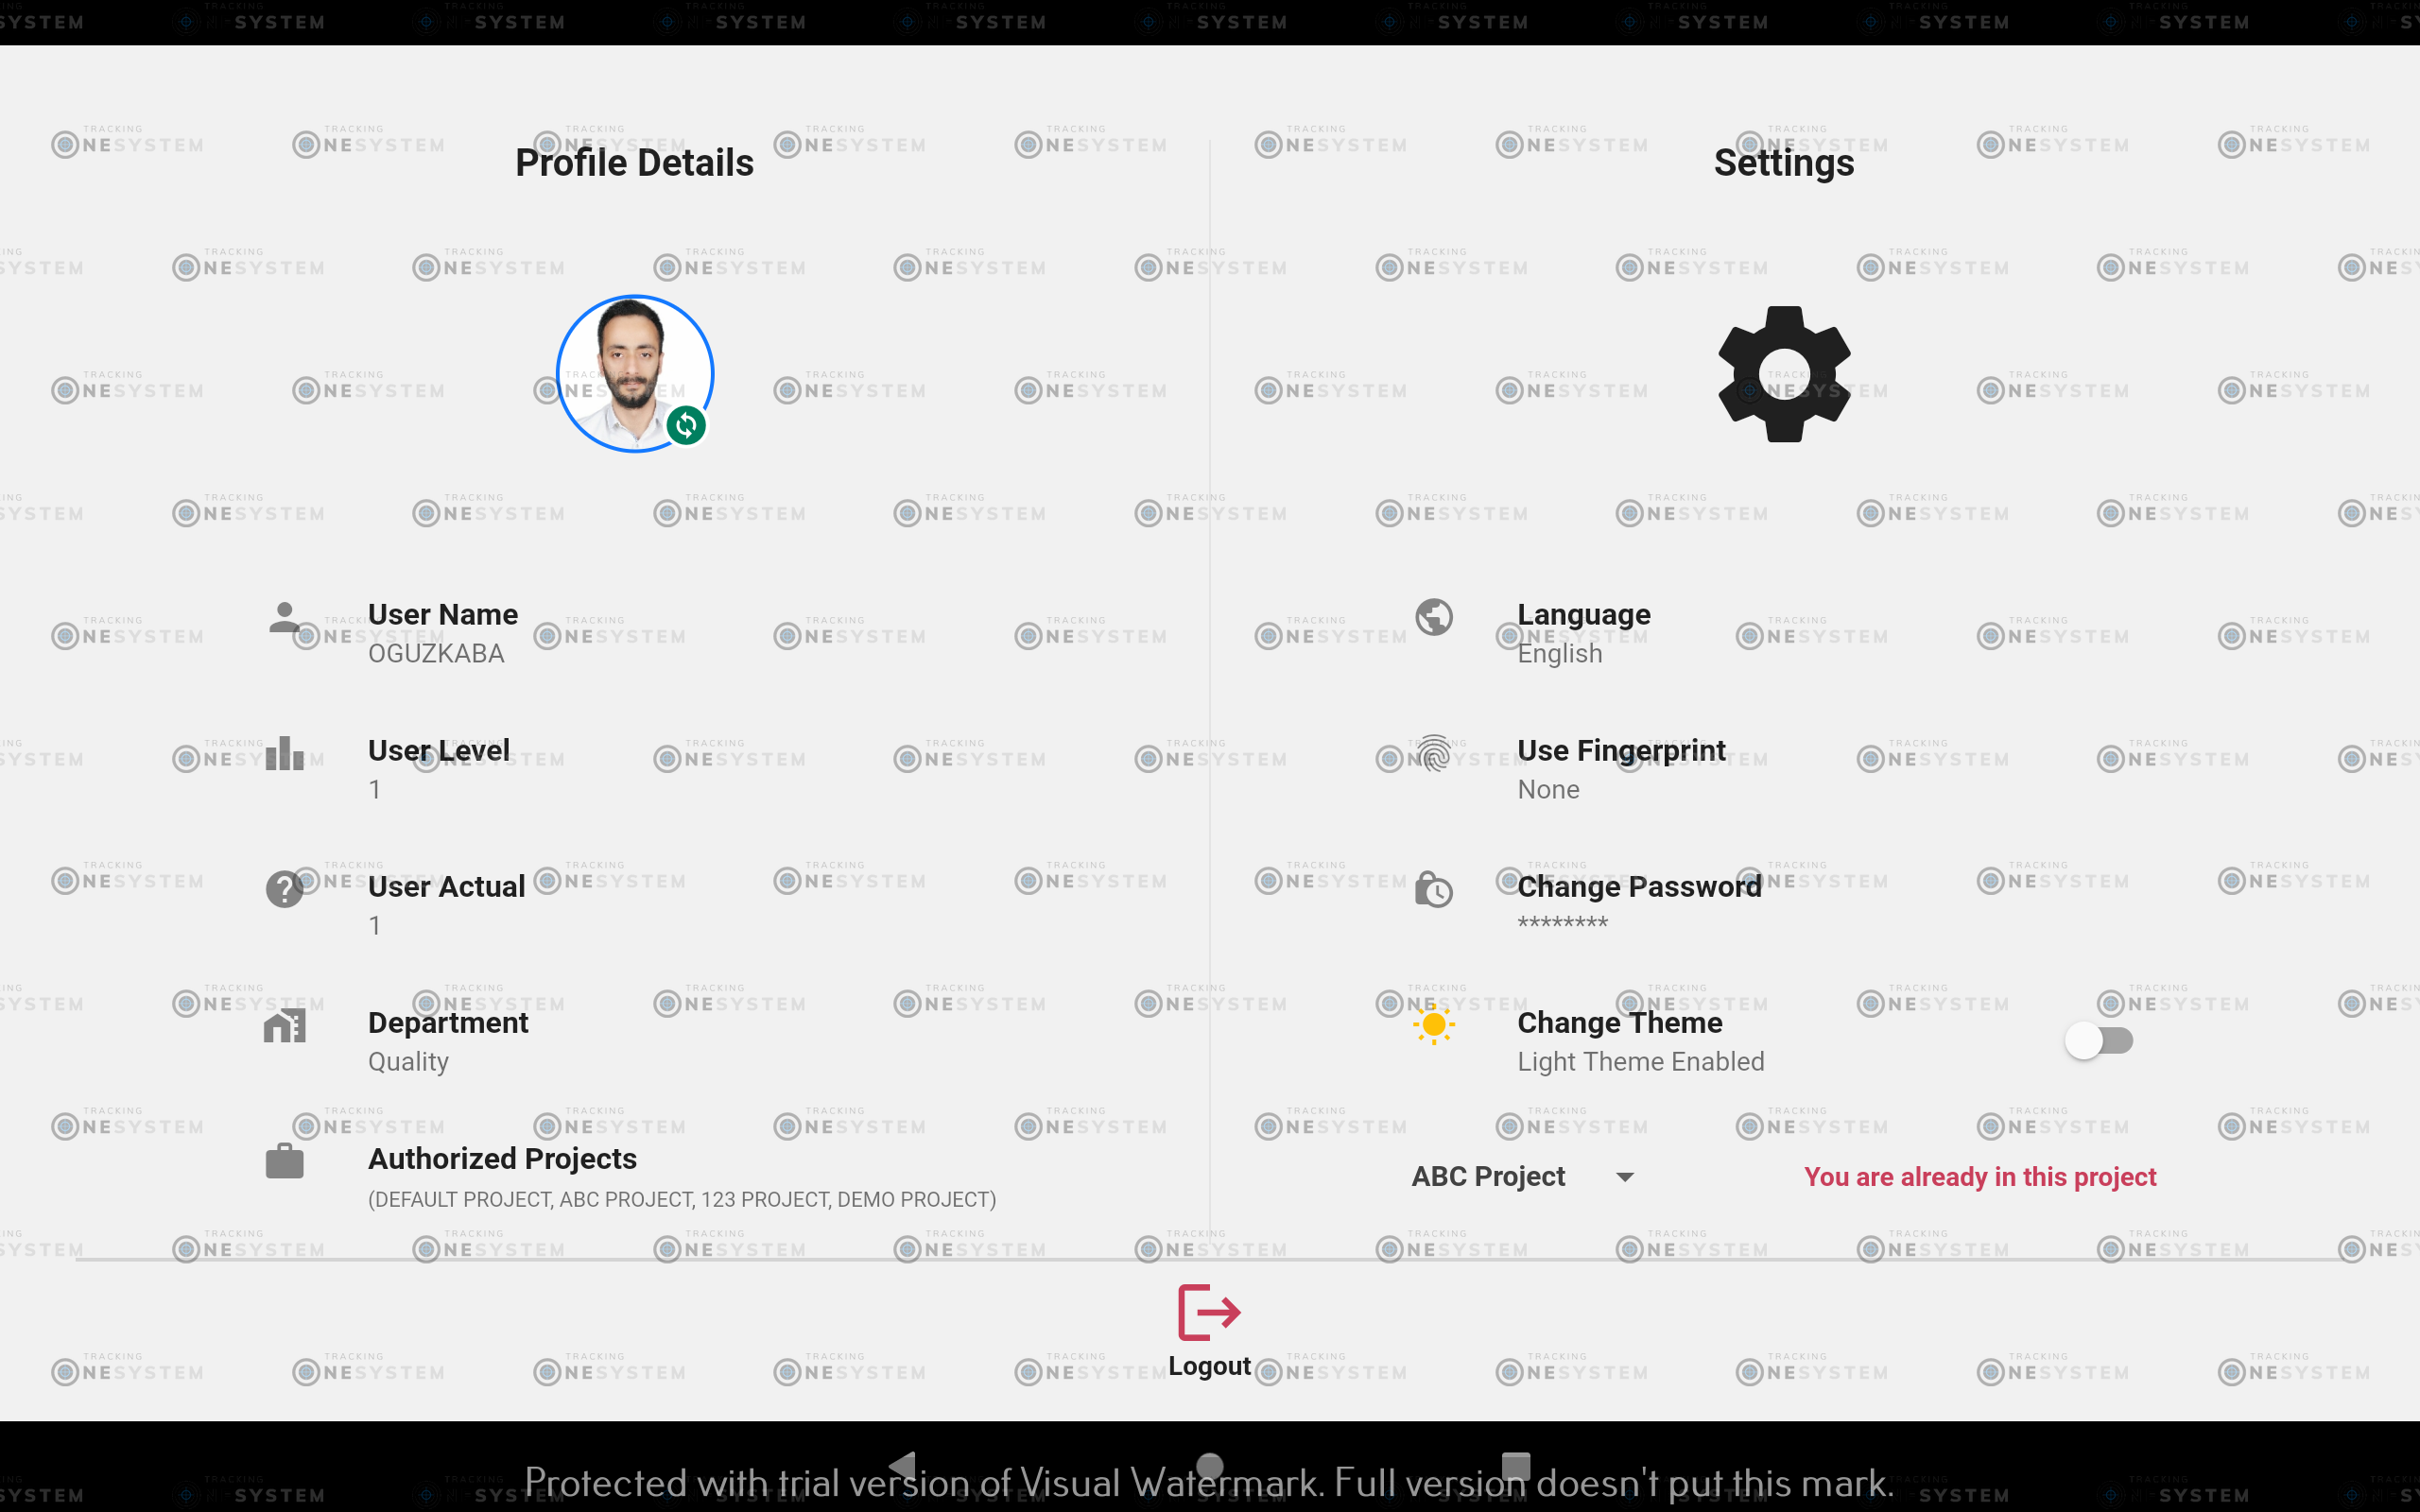 Profile Details
User Name
OGUZKABA
User Level
1
User Actual
1
Department
Quality
Authorized Projects
(DEFAULT PROJECT, ABC PROJECT, 123 PROJECT, DEMO PROJECT)
Settings
Language
English
Use Fingerprint
None
Change Password
********
Change Theme
Light Theme Enabled
ABC Project
You are already in this project
Logout
TRACKING
NESYSTEM
Protected with trial version of Visual Watermark. Full version doesn't put this mark.